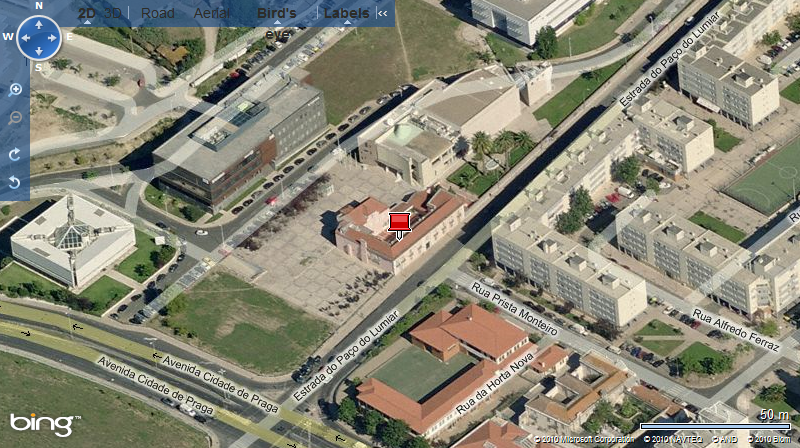 N
2D 3D Road Aerial Bird's eye Labels «
W E
S
Estrada do Paço do Lumiar
Rua Prista Monteiro
Rua Alfredo Ferraz
Estrada do Paço do Lumiar
Rua da Horta Nova
Avenida Cidade de Praga
Avenida Cidade de Praga
50 m
bing™
© 2010 Microsoft Corporation © 2010 NAVTEQ © AND © 2010 Blom